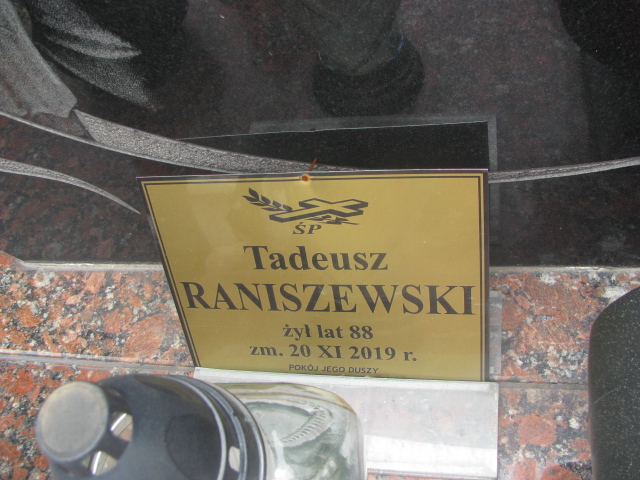 ŚP
Tadeusz
RANISZEWSKI
żył lat 88
zm. 20 XI 2019 r.
POKÓJ JEGO DUSZY